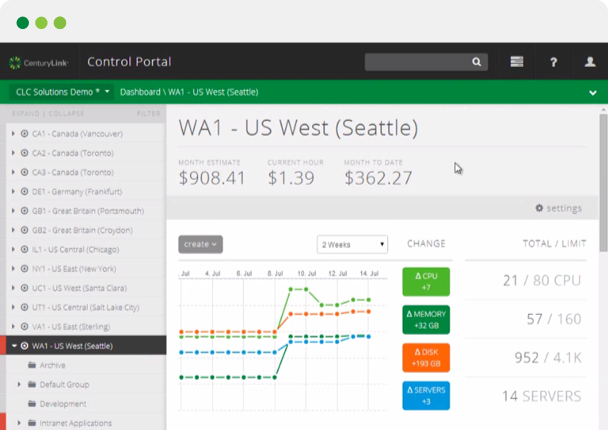 CenturyLink
Control Portal
CLC Solutions Demo *
Dashboard \ WA1 - US West (Seattle)
EXPAND | COLLAPSE
FILTER
CA1 - Canada (Vancouver)
CA2 - Canada (Toronto)
CA3 - Canada (Toronto)
DE1 - Germany (Frankfurt)
GB1 - Great Britain (Portsmouth)
GB2 - Great Britain (Croydon)
IL1 - US Central (Chicago)
NY1 - US East (New York)
UC1 - US West (Santa Clara)
UT1 - US Central (Salt Lake City)
VA1 - US East (Sterling)
WA1 - US West (Seattle)
Archive
Default Group
Development
Intranet Applications
WA1 - US West (Seattle)
MONTH ESTIMATE
$908.41
CURRENT HOUR
$1.39
MONTH TO DATE
$362.27
settings
create
2 Weeks
CHANGE
TOTAL / LIMIT
Jul 4. Jul 6. Jul 8. Jul 10. Jul 12. Jul 14. Jul
Δ CPU
+7
21 / 80 CPU
Δ MEMORY
+32 GB
57 / 160
Δ DISK
+193 GB
952 / 4.1K
Δ SERVERS
+3
14 SERVERS